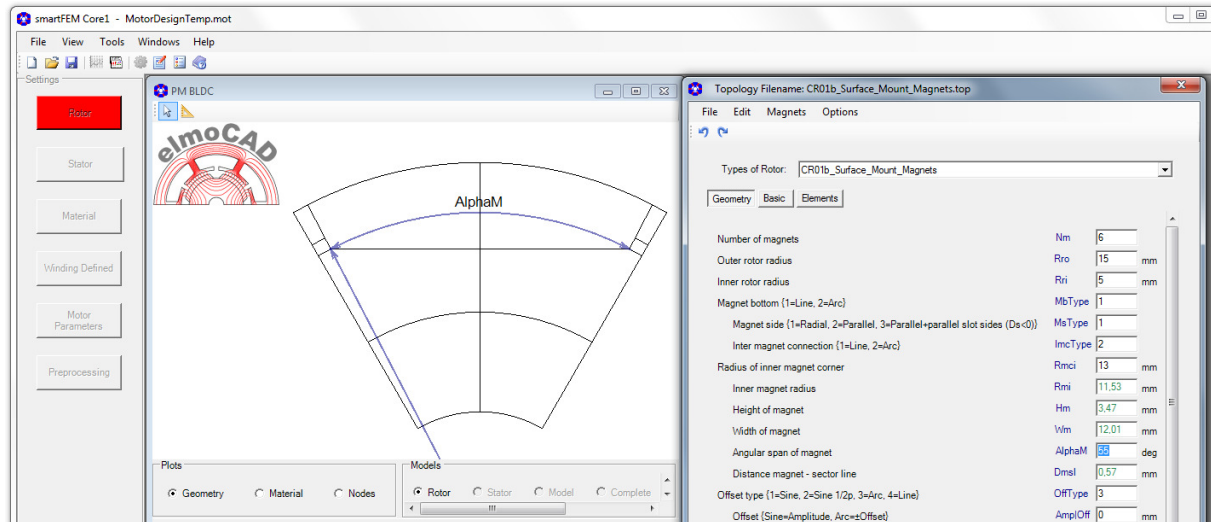 smartFEM Core1 - MotorDesignTemp.mot
File View Tools Windows Help
Settings
Rotor
Stator
Material
Winding Defined
Motor
Parameters
Preprocessing
PM BLDC
elmoCAD
AlphaM
Plots
Geometry Material Nodes
Models
Rotor Stator Model Complete
Topology Filename: CR01b_Surface_Mount_Magnets.top
File Edit Magnets Options
Types of Rotor: CR01b_Surface_Mount_Magnets
Geometry Basic Elements
Number of magnets Nm 6
Outer rotor radius Rro 15 mm
Inner rotor radius Rri 5 mm
Magnet bottom {1=Line, 2=Arc} MbType 1
Magnet side {1=Radial, 2=Parallel, 3=Parallel+parallel slot sides (Ds<0)} MsType 1
Inter magnet connection {1=Line, 2=Arc} ImcType 2
Radius of inner magnet corner Rmci 13 mm
Inner magnet radius Rmi 11,53 mm
Height of magnet Hm 3,47 mm
Width of magnet Wm 12,01 mm
Angular span of magnet AlphaM 55 deg
Distance magnet - sector line Dmsl 0,57 mm
Offset type {1=Sine, 2=Sine 1/2p, 3=Arc, 4=Line} OffType 3
Offset {Sine=Amplitude, Arc=±Offset} AmplOff 0 mm